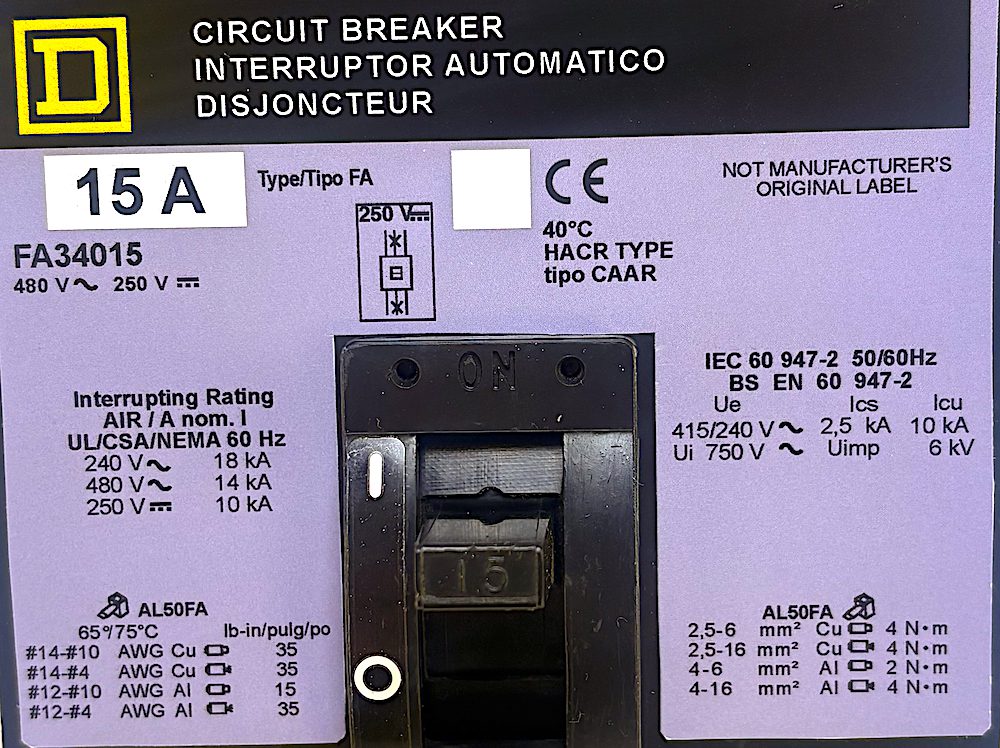 D
CIRCUIT BREAKER
INTERRUPTOR AUTOMATICO
DISJONCTEUR
15 A
Type/Tipo FA
CE
NOT MANUFACTURER'S
ORIGINAL LABEL
250 V⎓
40°C
HACR TYPE
tipo CAAR
FA34015
480 V∿ 250 V⎓
ON
Interrupting Rating
AIR / A nom. I
UL/CSA/NEMA 60 Hz
240 V∿ 18 kA
480 V∿ 14 kA
250 V⎓ 10 kA
IEC 60 947-2 50/60Hz
BS EN 60 947-2
Ue Ics Icu
415/240 V∿ 2,5 kA 10 kA
Ui 750 V∿ Uimp 6 kV
I
15
O
AL50FA
65°/75°C lb-in/pulg/po
#14-#10 AWG Cu 35
#14-#4 AWG Cu 35
#12-#10 AWG Al 15
#12-#4 AWG Al 35
AL50FA
2,5-6 mm² Cu 4 N·m
2,5-16 mm² Cu 4 N·m
4-6 mm² Al 2 N·m
4-16 mm² Al 4 N·m